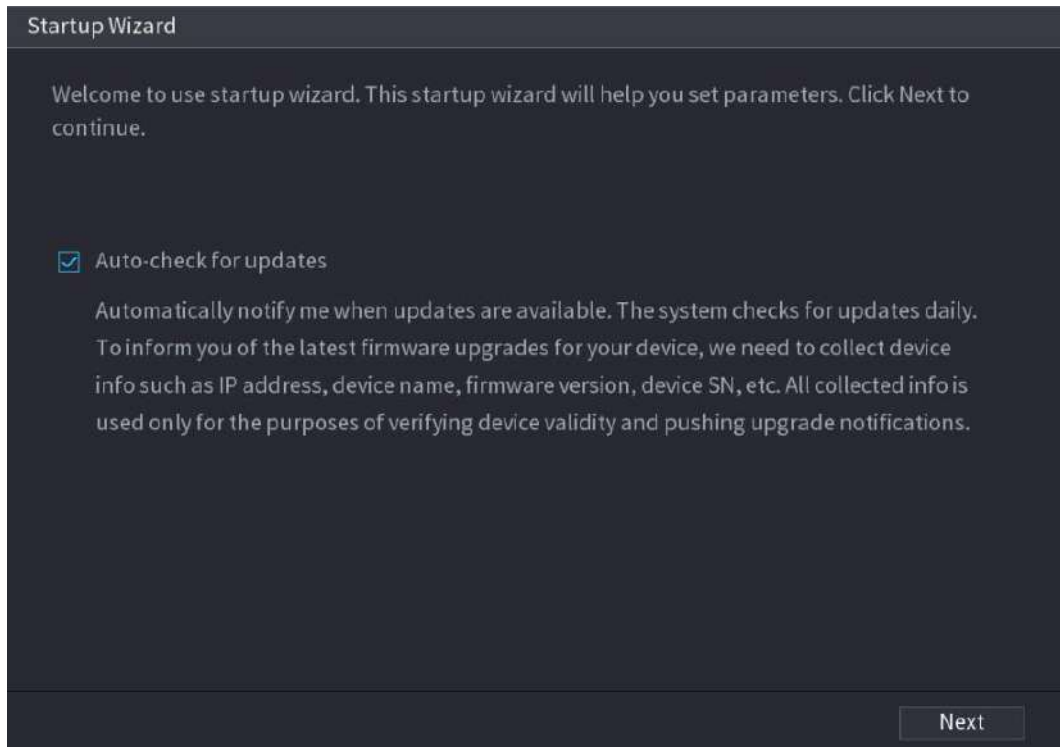 Startup Wizard
Welcome to use startup wizard. This startup wizard will help you set parameters. Click Next to
continue.
Auto-check for updates
Automatically notify me when updates are available. The system checks for updates daily.
To inform you of the latest firmware upgrades for your device, we need to collect device
info such as IP address, device name, firmware version, device SN, etc. All collected info is
used only for the purposes of verifying device validity and pushing upgrade notifications.
Next